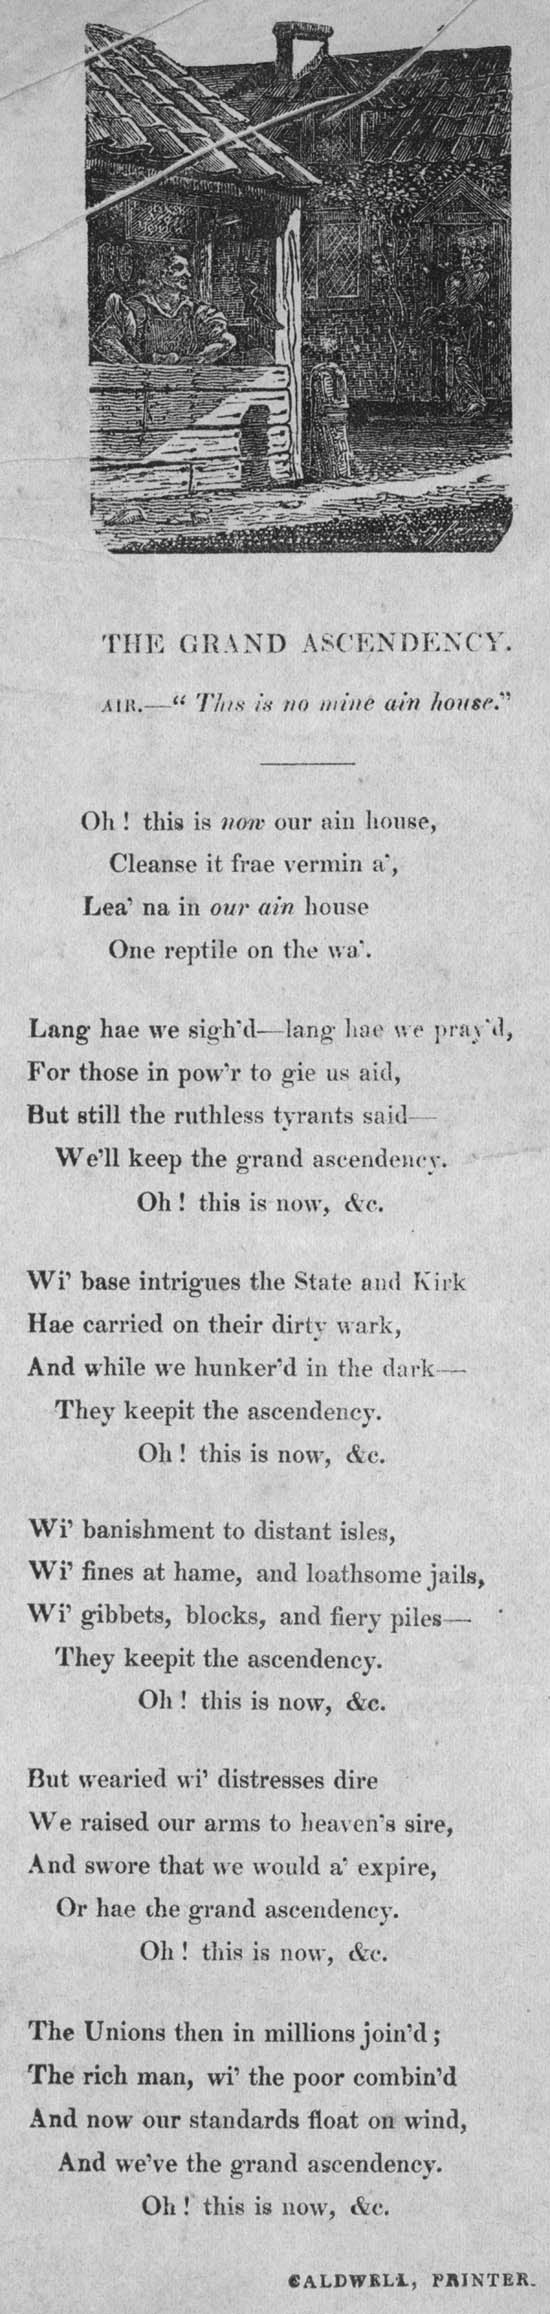 THE GRAND ASCENDENCY.
AIR.—“ This is no mine ain house.”
Oh ! this is now our ain house,
Cleanse it frae vermin a’,
Lea’ na in our ain house
One reptile on the wa’.
Lang hae we sigh’d—lang hae we pray’d,
For those in pow’r to gie us aid,
But still the ruthless tyrants said—
We’ll keep the grand ascendency.
Oh ! this is now, &c.
Wi’ base intrigues the State and Kirk
Hae carried on their dirty wark,
And while we hunker’d in the dark—
They keepit the ascendency.
Oh ! this is now, &c.
Wi’ banishment to distant isles,
Wi’ fines at hame, and loathsome jails,
Wi’ gibbets, blocks, and fiery piles—
They keepit the ascendency.
Oh ! this is now, &c.
But wearied wi’ distresses dire
We raised our arms to heaven’s sire,
And swore that we would a’ expire,
Or hae the grand ascendency.
Oh ! this is now, &c.
The Unions then in millions join’d ;
The rich man, wi’ the poor combin’d
And now our standards float on wind,
And we’ve the grand ascendency.
Oh ! this is now, &c.
CALDWELL, PRINTER.